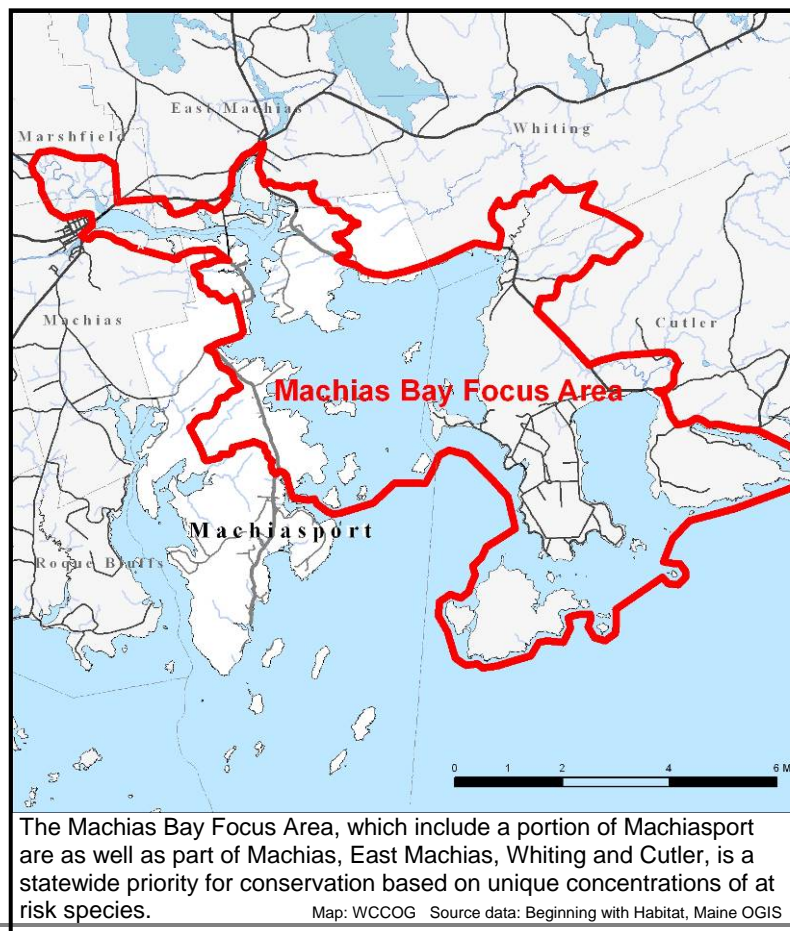 East Machias
Marshfield
Whiting
Machias
Cutler
Machias Bay Focus Area
Machiasport
Roque Bluffs
0 1 2 4 6 M
The Machias Bay Focus Area, which include a portion of Machiasport
are as well as part of Machias, East Machias, Whiting and Cutler, is a
statewide priority for conservation based on unique concentrations of at
risk species. Map: WCCOG Source data: Beginning with Habitat, Maine OGIS